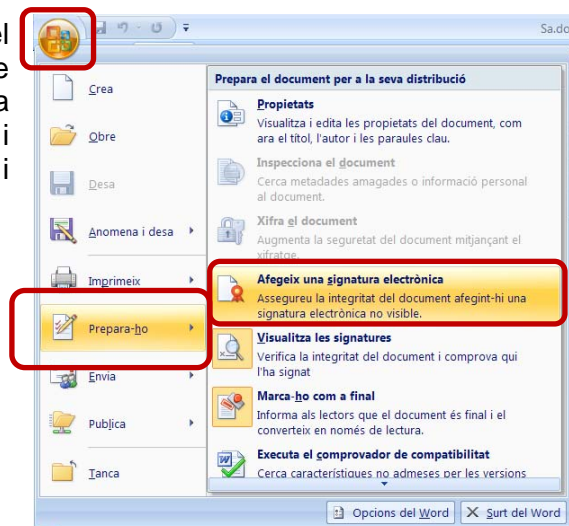 el
e
a
i
i
Sa.do
Crea
Obre
Desa
Anomena i desa
Imprimeix
Prepara-ho
Envia
Publica
Tanca
Prepara el document per a la seva distribució
Propietats
Visualitza i edita les propietats del document, com
ara el títol, l'autor i les paraules clau.
Inspecciona el document
Cerca metadades amagades o informació personal
al document.
Xifra el document
Augmenta la seguretat del document mitjançant el
xifratge.
Afegeix una signatura electrònica
Assegureu la integritat del document afegint-hi una
signatura electrònica no visible.
Visualitza les signatures
Verifica la integritat del document i comprova qui
l'ha signat
Marca-ho com a final
Informa als lectors que el document és final i el
converteix en només de lectura.
Executa el comprovador de compatibilitat
Cerca característiques no admeses per les versions
Opcions del Word
Surt del Word